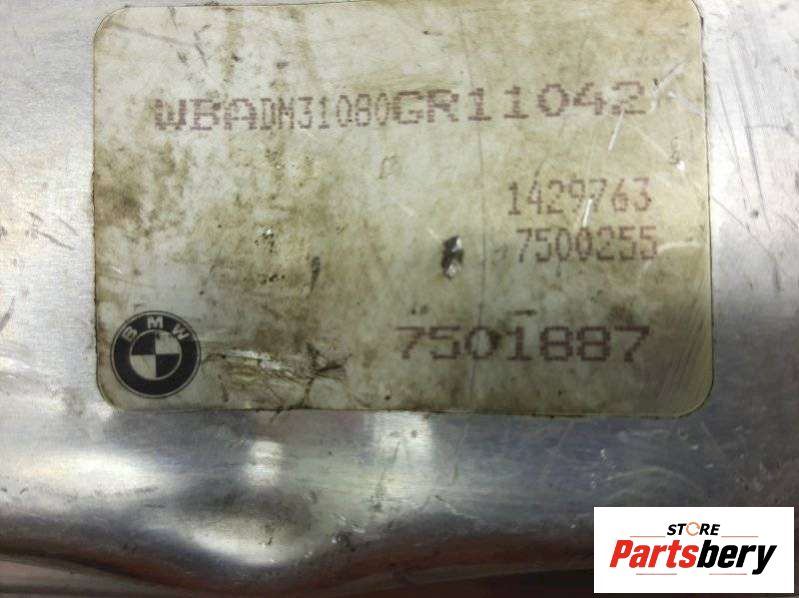 WBADM31080GR11042
1429763
7500255
7501887
BMW
STORE
Partsbery